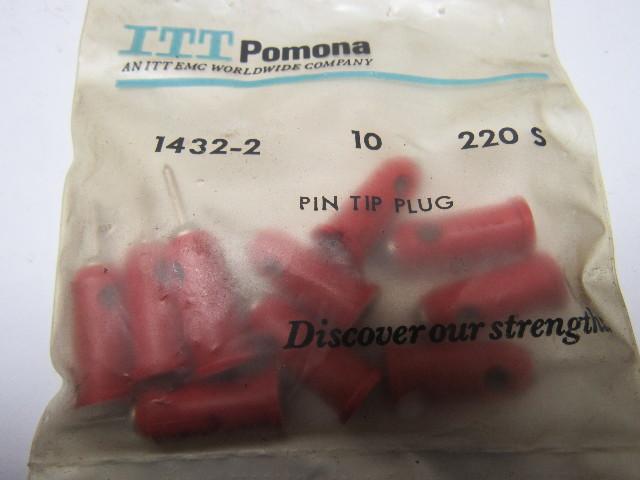 ITT Pomona
AN ITT EMC WORLDWIDE COMPANY
1432-2 10 220 S
PIN TIP PLUG
Discover our strength.